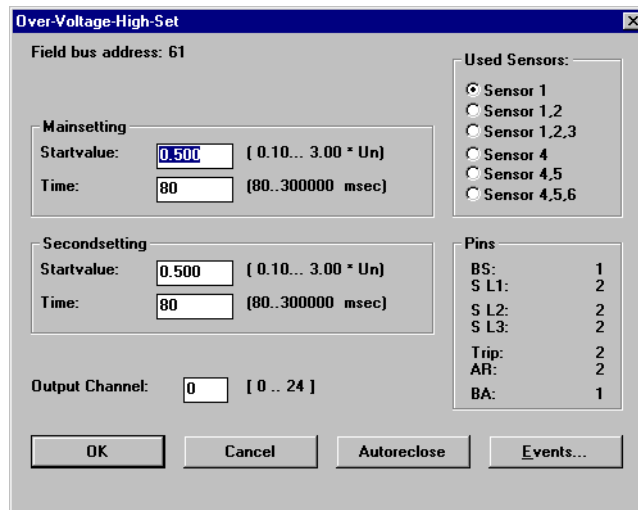 Over-Voltage-High-Set
Field bus address: 61
Mainsetting
Startvalue: 0.500 ( 0.10... 3.00 * Un)
Time: 80 (80..300000 msec)
Secondsetting
Startvalue: 0.500 ( 0.10... 3.00 * Un)
Time: 80 (80..300000 msec)
Output Channel: 0 [ 0 .. 24 ]
Used Sensors:
Sensor 1
Sensor 1,2
Sensor 1,2,3
Sensor 4
Sensor 4,5
Sensor 4,5,6
Pins
BS: 1
S L1: 2
S L2: 2
S L3: 2
Trip: 2
AR: 2
BA: 1
OK Cancel Autoreclose Events...